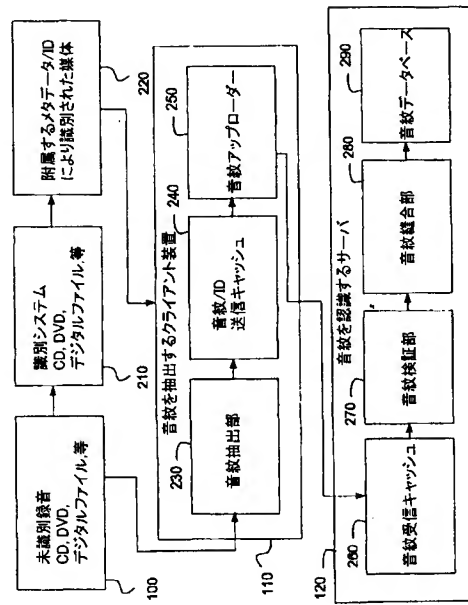 未識別録音
CD, DVD,
デジタルファイル,等
100
識別システム
CD, DVD,
デジタルファイル,等
210
附属するメタデータ/ID
により識別された媒体
220
音紋を抽出するクライアント装置
110
音紋抽出部
230
音紋/ID
送信キャッシュ
240
音紋アップローダー
250
音紋を認識するサーバ
120
音紋受信キャッシュ
260
音紋検証部
270
音紋縫合部
280
音紋データベース
290